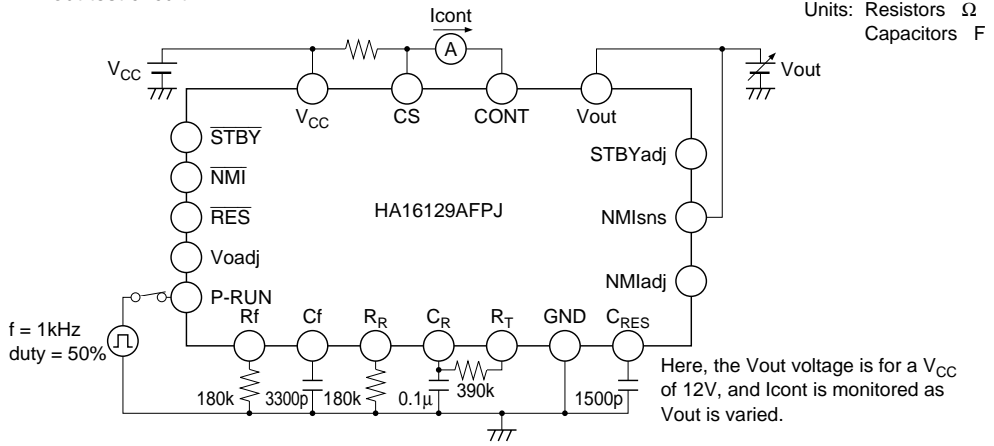 Icont
Units: Resistors Ω
Capacitors F
A
VCC
Vout
VCC
CS
CONT
Vout
STBY
NMI
RES
Voadj
P-RUN
STBYadj
NMIsns
NMIadj
HA16129AFPJ
f = 1kHz
duty = 50%
Rf
Cf
RR
CR
RT
GND
CRES
180k
3300p
180k
0.1µ
390k
1500p
Here, the Vout voltage is for a VCC
of 12V, and Icont is monitored as
Vout is varied.